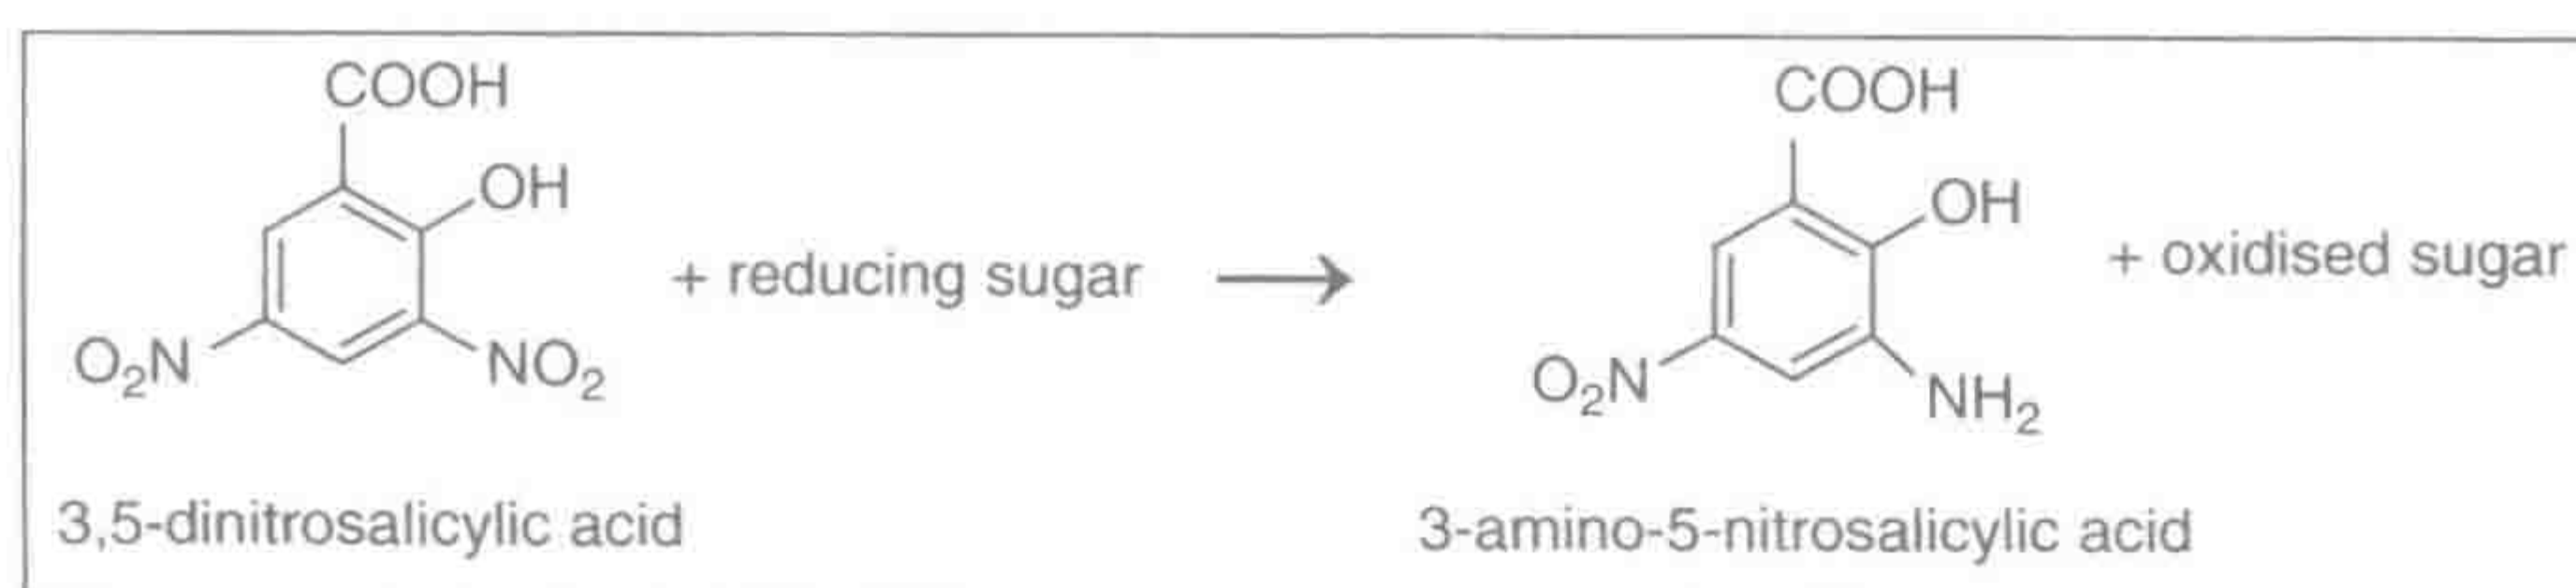 COOH
COOH
OH
OH
+ reducing sugar
+ oxidised sugar
O₂N
NO₂
O₂N
NH₂
3,5-dinitrosalicylic acid
3-amino-5-nitrosalicylic acid